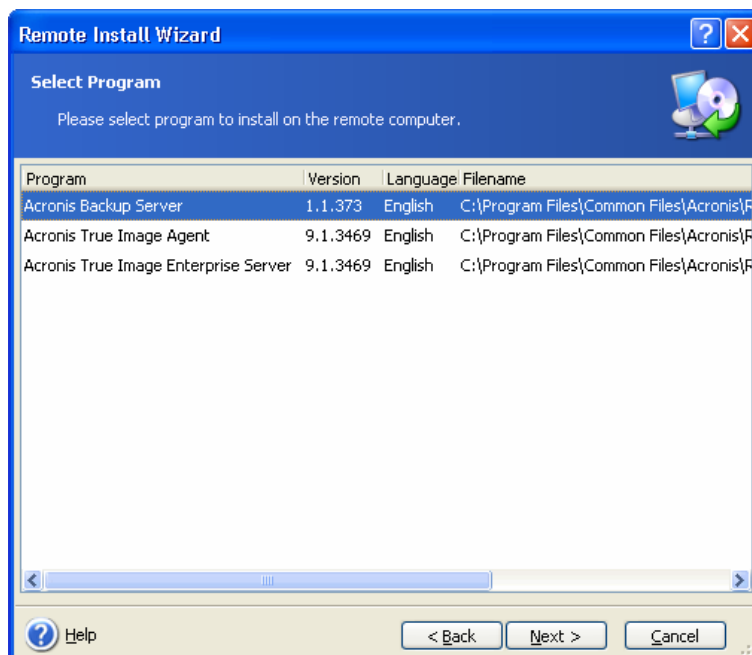 Remote Install Wizard
Select Program
Please select program to install on the remote computer.
Program Version Language Filename
Acronis Backup Server 1.1.373 English C:\Program Files\Common Files\Acronis\R
Acronis True Image Agent 9.1.3469 English C:\Program Files\Common Files\Acronis\R
Acronis True Image Enterprise Server 9.1.3469 English C:\Program Files\Common Files\Acronis\R
Help < Back Next > Cancel